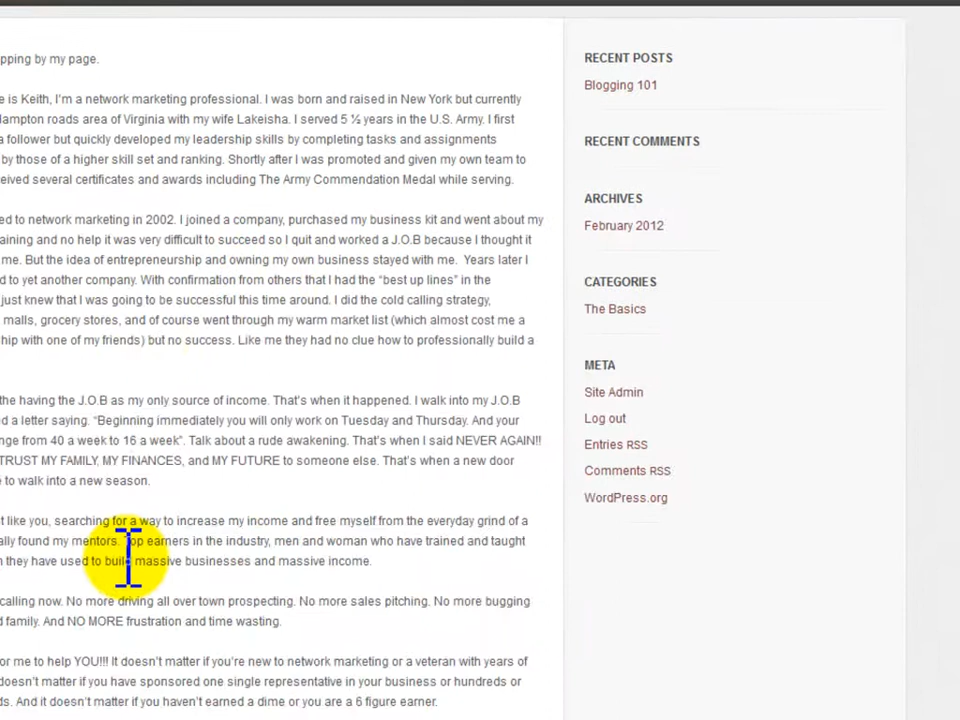 pping by my page.
e is Keith, I'm a network marketing professional. I was born and raised in New York but currently
Hampton roads area of Virginia with my wife Lakeisha. I served 5 ½ years in the U.S. Army. I first
a follower but quickly developed my leadership skills by completing tasks and assignments
by those of a higher skill set and ranking. Shortly after I was promoted and given my own team to
ceived several certificates and awards including The Army Commendation Medal while serving.
ed to network marketing in 2002. I joined a company, purchased my business kit and went about my
aining and no help it was very difficult to succeed so I quit and worked a J.O.B because I thought it
me. But the idea of entrepreneurship and owning my own business stayed with me.  Years later I
d to yet another company. With confirmation from others that I had the “best up lines” in the
just knew that I was going to be successful this time around. I did the cold calling strategy,
malls, grocery stores, and of course went through my warm market list (which almost cost me a
hip with one of my friends) but no success. Like me they had no clue how to professionally build a
the having the J.O.B as my only source of income. That's when it happened. I walk into my J.O.B
d a letter saying. “Beginning immediately you will only work on Tuesday and Thursday. And your
nge from 40 a week to 16 a week”. Talk about a rude awakening. That's when I said NEVER AGAIN!!
TRUST MY FAMILY, MY FINANCES, and MY FUTURE to someone else. That's when a new door
e to walk into a new season.
t like you, searching for a way to increase my income and free myself from the everyday grind of a
ally found my mentors. Top earners in the industry, men and woman who have trained and taught
n they have used to build massive businesses and massive income.
calling now. No more driving all over town prospecting. No more sales pitching. No more bugging
d family. And NO MORE frustration and time wasting.
or me to help YOU!!! It doesn't matter if you're new to network marketing or a veteran with years of
doesn't matter if you have sponsored one single representative in your business or hundreds or
ds. And it doesn't matter if you haven't earned a dime or you are a 6 figure earner.
RECENT POSTS
Blogging 101
RECENT COMMENTS
ARCHIVES
February 2012
CATEGORIES
The Basics
META
Site Admin
Log out
Entries RSS
Comments RSS
WordPress.org